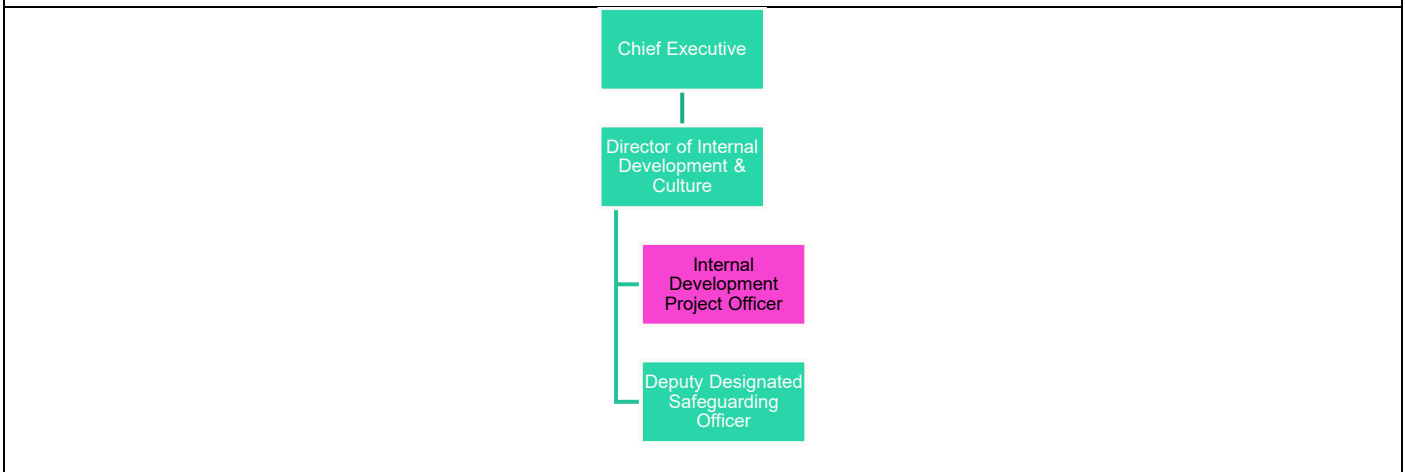 Chief Executive
Director of Internal
Development &
Culture
Internal
Development
Project Officer
Deputy Designated
Safeguarding
Officer